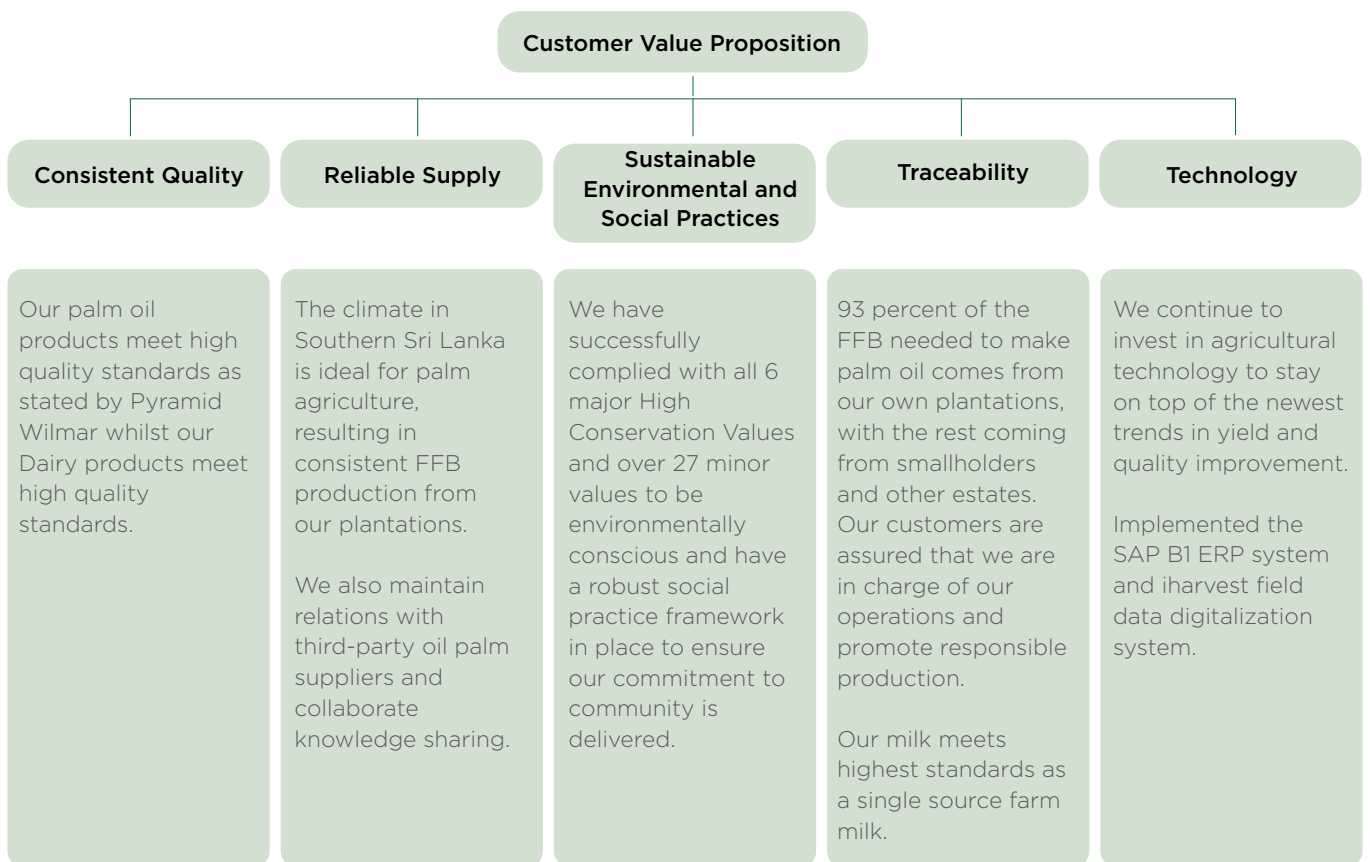 Customer Value Proposition
Consistent Quality
Reliable Supply
Sustainable
Environmental and
Social Practices
Traceability
Technology
Our palm oil
products meet high
quality standards as
stated by Pyramid
Wilmar whilst our
Dairy products meet
high quality
standards.
The climate in
Southern Sri Lanka
is ideal for palm
agriculture,
resulting in
consistent FFB
production from
our plantations.
We also maintain
relations with
third-party oil palm
suppliers and
collaborate
knowledge sharing.
We have
successfully
complied with all 6
major High
Conservation Values
and over 27 minor
values to be
environmentally
conscious and have
a robust social
practice framework
in place to ensure
our commitment to
community is
delivered.
93 percent of the
FFB needed to make
palm oil comes from
our own plantations,
with the rest coming
from smallholders
and other estates.
Our customers are
assured that we are
in charge of our
operations and
promote responsible
production.
Our milk meets
highest standards as
a single source farm
milk.
We continue to
invest in agricultural
technology to stay
on top of the newest
trends in yield and
quality improvement.
Implemented the
SAP B1 ERP system
and iharvest field
data digitalization
system.